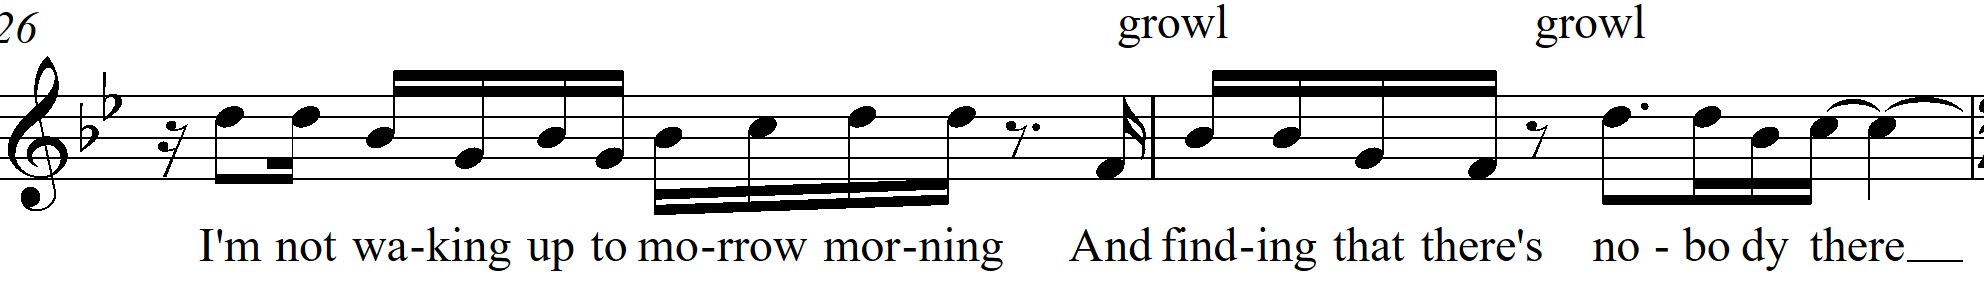 26
growl growl
I'm not wa-king up to mo-rrow mor-ning And find-ing that there's no - bo dy there